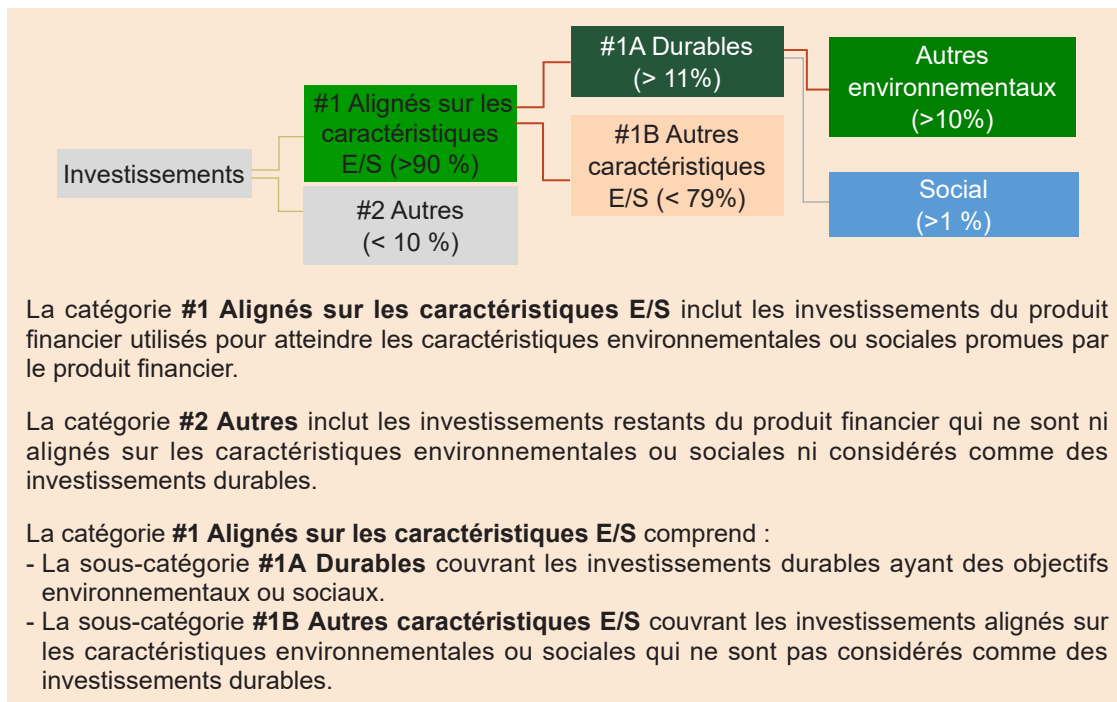 Investissements
#1 Alignés sur les
caractéristiques
E/S (>90 %)
#2 Autres
(< 10 %)
#1A Durables
(> 11%)
#1B Autres
caractéristiques
E/S (< 79%)
Autres
environnementaux
(>10%)
Social
(>1 %)
La catégorie #1 Alignés sur les caractéristiques E/S inclut les investissements du produit
financier utilisés pour atteindre les caractéristiques environnementales ou sociales promues par
le produit financier.
La catégorie #2 Autres inclut les investissements restants du produit financier qui ne sont ni
alignés sur les caractéristiques environnementales ou sociales ni considérés comme des
investissements durables.
La catégorie #1 Alignés sur les caractéristiques E/S comprend :
- La sous-catégorie #1A Durables couvrant les investissements durables ayant des objectifs
environnementaux ou sociaux.
- La sous-catégorie #1B Autres caractéristiques E/S couvrant les investissements alignés sur
les caractéristiques environnementales ou sociales qui ne sont pas considérés comme des
investissements durables.